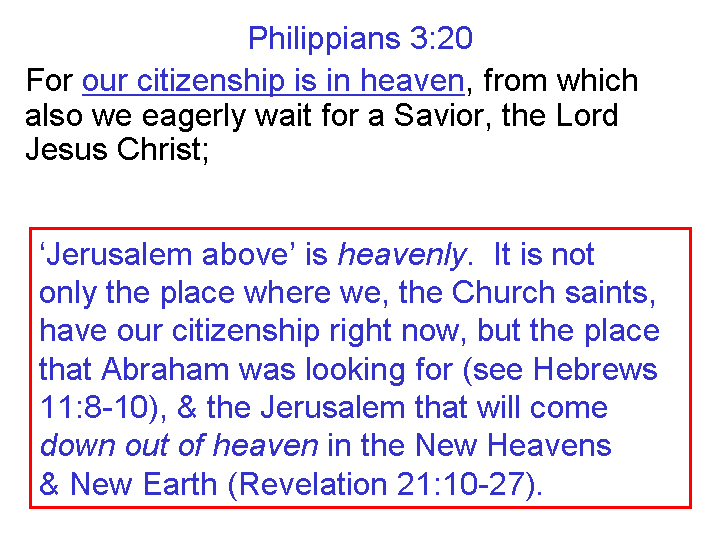 Philippians 3:20
For our citizenship is in heaven, from which
also we eagerly wait for a Savior, the Lord
Jesus Christ;
‘Jerusalem above’ is heavenly.  It is not
only the place where we, the Church saints,
have our citizenship right now, but the place
that Abraham was looking for (see Hebrews
11:8-10), & the Jerusalem that will come
down out of heaven in the New Heavens
& New Earth (Revelation 21:10-27).